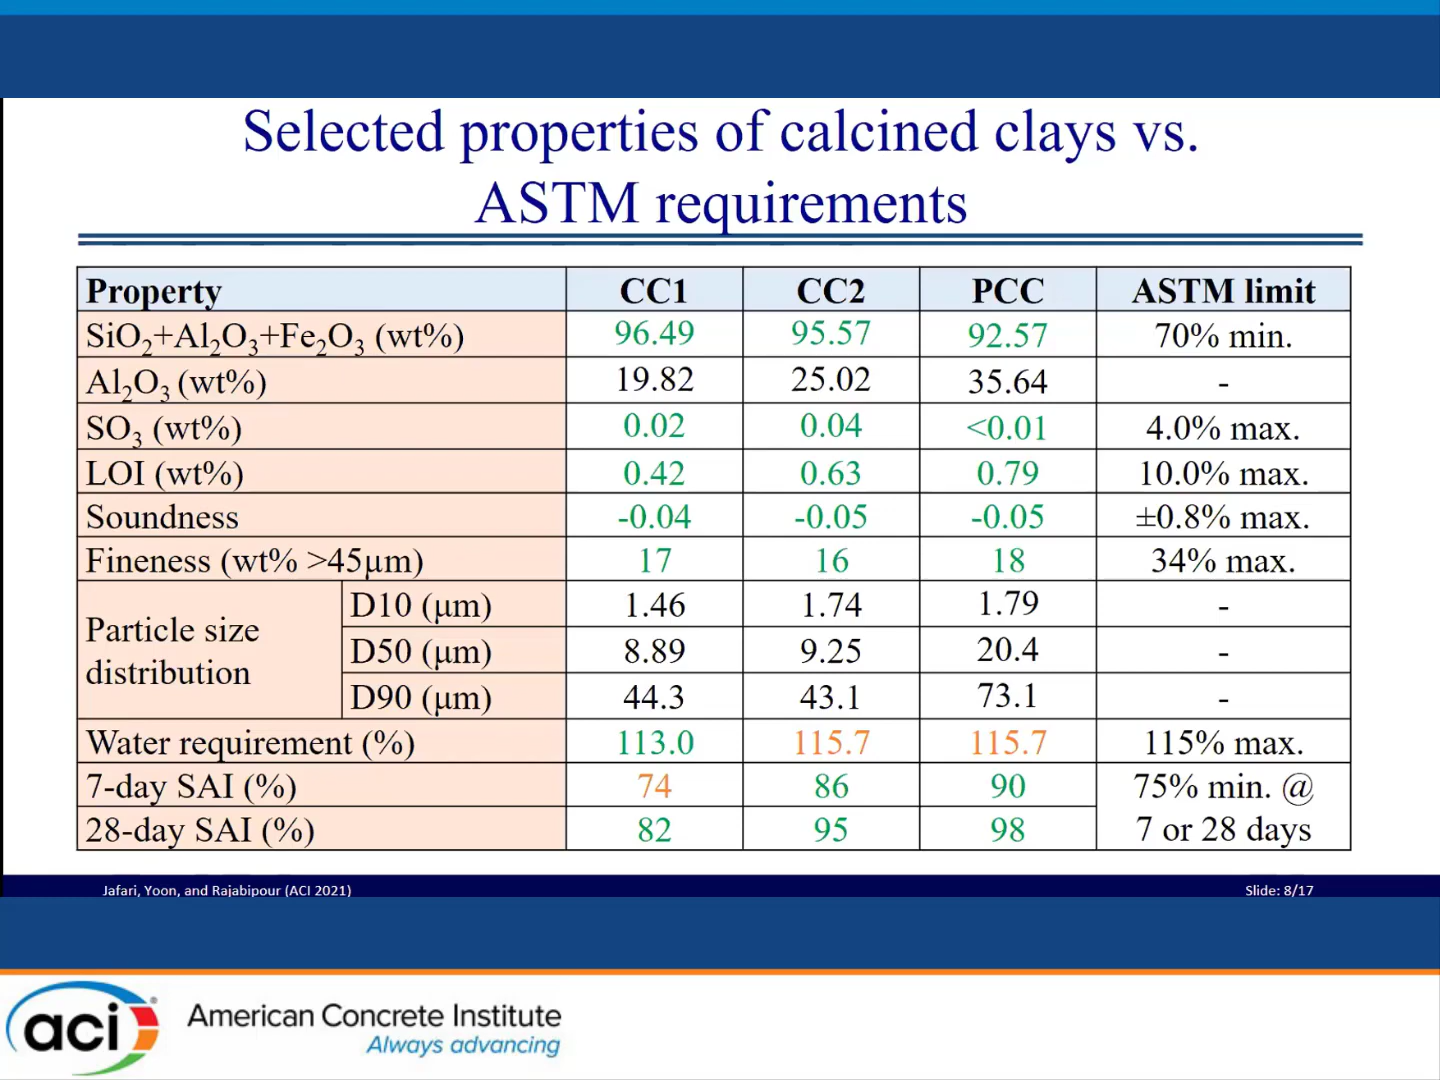 Selected properties of calcined clays vs.
ASTM requirements
Property CC1 CC2 PCC ASTM limit
SiO₂+Al₂O₃+Fe₂O₃ (wt%) 96.49 95.57 92.57 70% min.
Al₂O₃ (wt%) 19.82 25.02 35.64 -
SO₃ (wt%) 0.02 0.04 <0.01 4.0% max.
LOI (wt%) 0.42 0.63 0.79 10.0% max.
Soundness -0.04 -0.05 -0.05 ±0.8% max.
Fineness (wt% >45μm) 17 16 18 34% max.
Particle size distribution D10 (μm) 1.46 1.74 1.79 -
D50 (μm) 8.89 9.25 20.4 -
D90 (μm) 44.3 43.1 73.1 -
Water requirement (%) 113.0 115.7 115.7 115% max.
7-day SAI (%) 74 86 90 75% min. @
28-day SAI (%) 82 95 98 7 or 28 days
Jafari, Yoon, and Rajabipour (ACI 2021) Slide: 8/17
aci American Concrete Institute
Always advancing